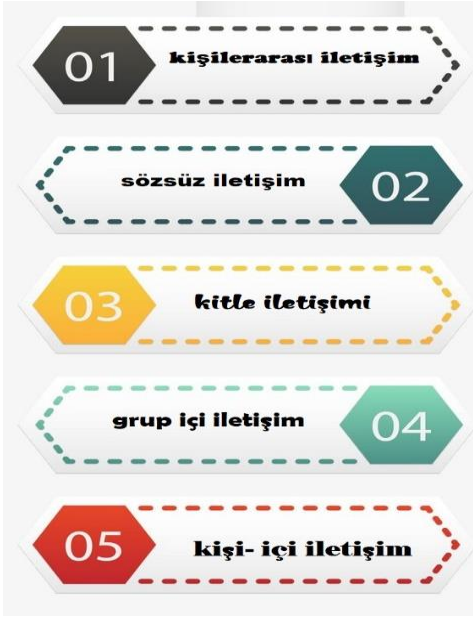 01 kişilerarası iletişim
sözsüz iletişim 02
03 kitle iletişimi
grup içi iletişim 04
05 kişi- içi iletişim